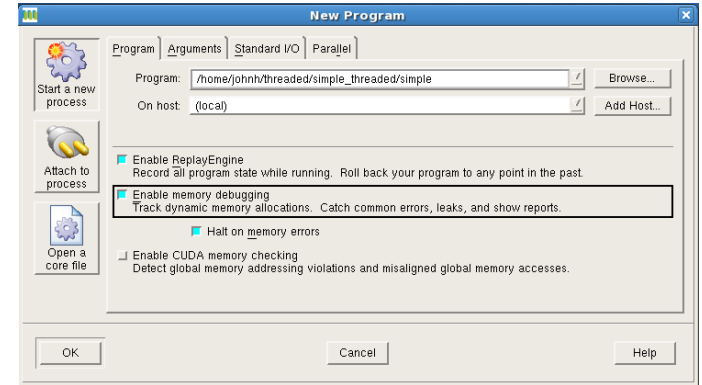 New Program
Start a new
process
Attach to
process
Open a
core file
Program Arguments Standard I/O Parallel
Program: /home/johnh/threaded/simple_threaded/simple Browse...
On host: (local) Add Host...
Enable ReplayEngine
Record all program state while running. Roll back your program to any point in the past.
Enable memory debugging
Track dynamic memory allocations. Catch common errors, leaks, and show reports.
Halt on memory errors
Enable CUDA memory checking
Detect global memory addressing violations and misaligned global memory accesses.
OK Cancel Help